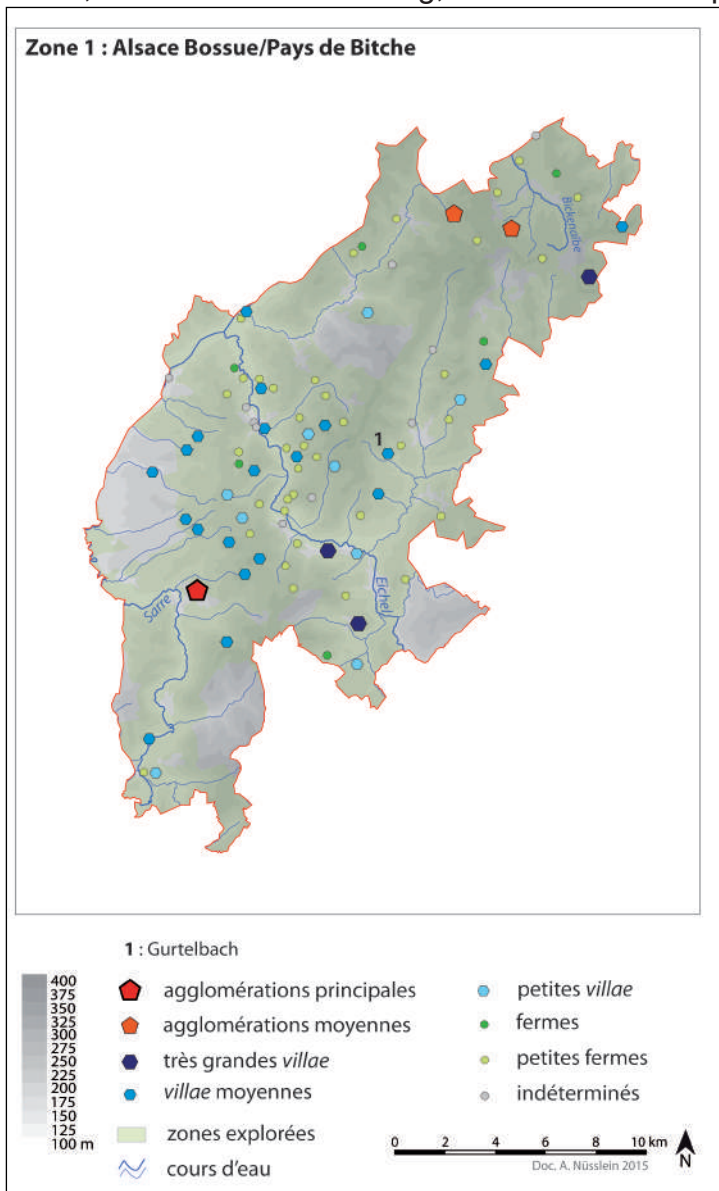 Zone 1 : Alsace Bossue/Pays de Bitche
Bickenalbe
1
Eichel
Sarre
1 : Gurtelbach
agglomérations principales
agglomérations moyennes
très grandes villae
villae moyennes
zones explorées
cours d'eau
petites villae
fermes
petites fermes
indéterminés
400
375
350
325
300
275
250
225
200
175
150
125
100 m
0 2 4 6 8 10 km
N
Doc. A. Nüsslein 2015